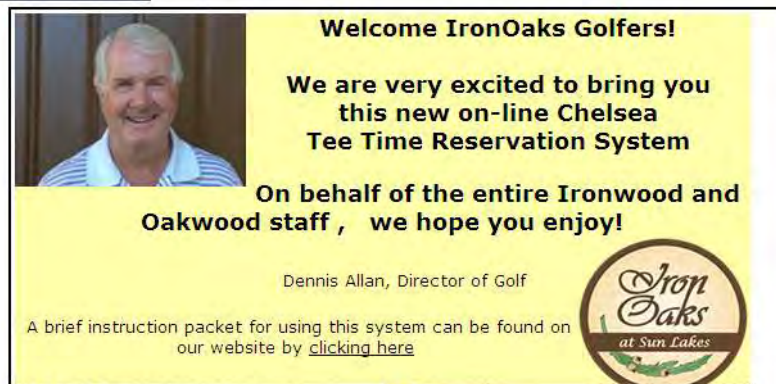 Welcome IronOaks Golfers!
We are very excited to bring you
this new on-line Chelsea
Tee Time Reservation System
On behalf of the entire Ironwood and
Oakwood staff , we hope you enjoy!
Dennis Allan, Director of Golf
A brief instruction packet for using this system can be found on
our website by clicking here
Iron
Oaks
at Sun Lakes